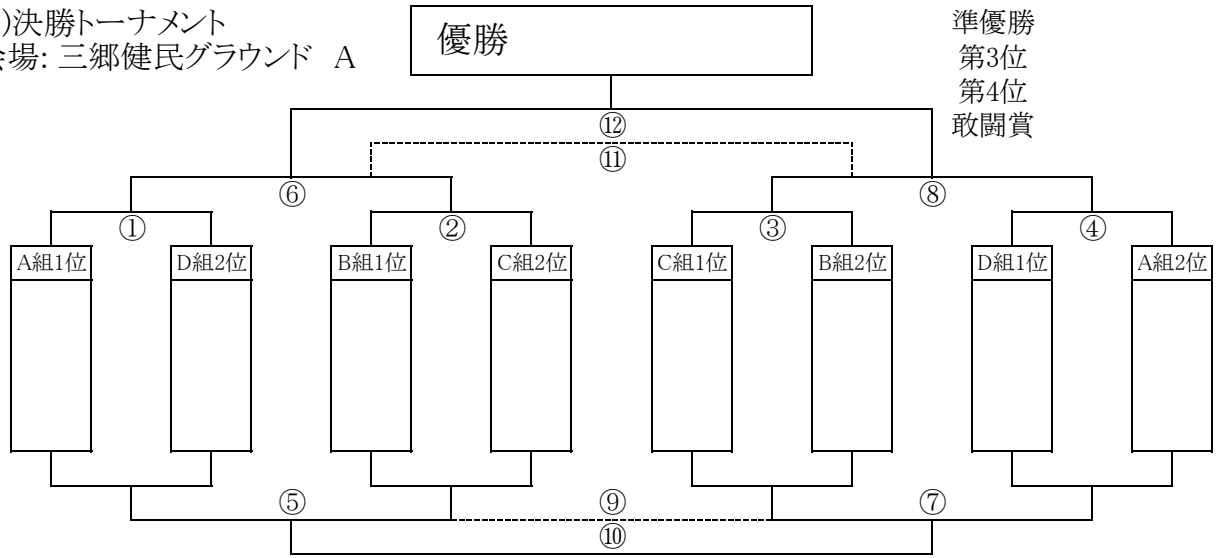 )決勝トーナメント
会場: 三郷健民グラウンド A
優勝
準優勝
第3位
第4位
敢闘賞
⑫
⑪
⑥ ⑧
① ② ③ ④
A組1位 D組2位 B組1位 C組2位 C組1位 B組2位 D組1位 A組2位
⑤ ⑨ ⑦
⑩